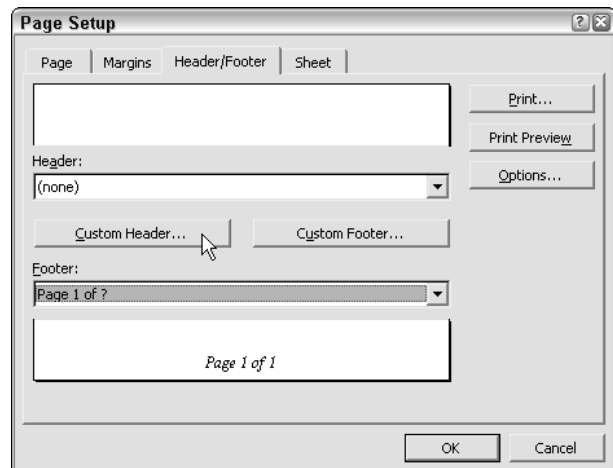 Page Setup
Page Margins Header/Footer Sheet
Print...
Print Preview
Options...
Header:
(none)
Custom Header... Custom Footer...
Footer:
Page 1 of ?
Page 1 of 1
OK Cancel